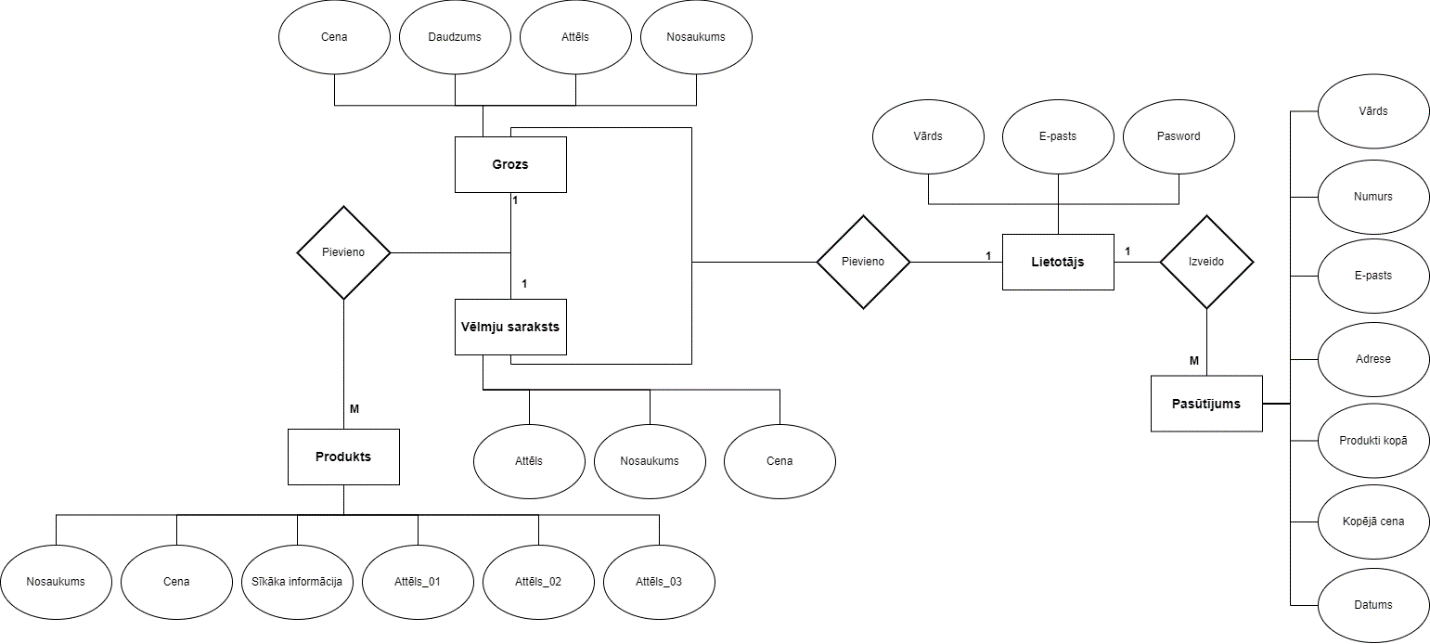 Cena
Daudzums
Attēls
Nosaukums
Grozs
1
Pievieno
1
Vēlmju saraksts
M
Produkts
Attēls
Nosaukums
Cena
Nosaukums
Cena
Sīkāka informācija
Attēls_01
Attēls_02
Attēls_03
Pievieno
1
Vārds
E-pasts
Pasword
Lietotājs
1
Izveido
M
Pasūtījums
Vārds
Numurs
E-pasts
Adrese
Produkti kopā
Kopējā cena
Datums